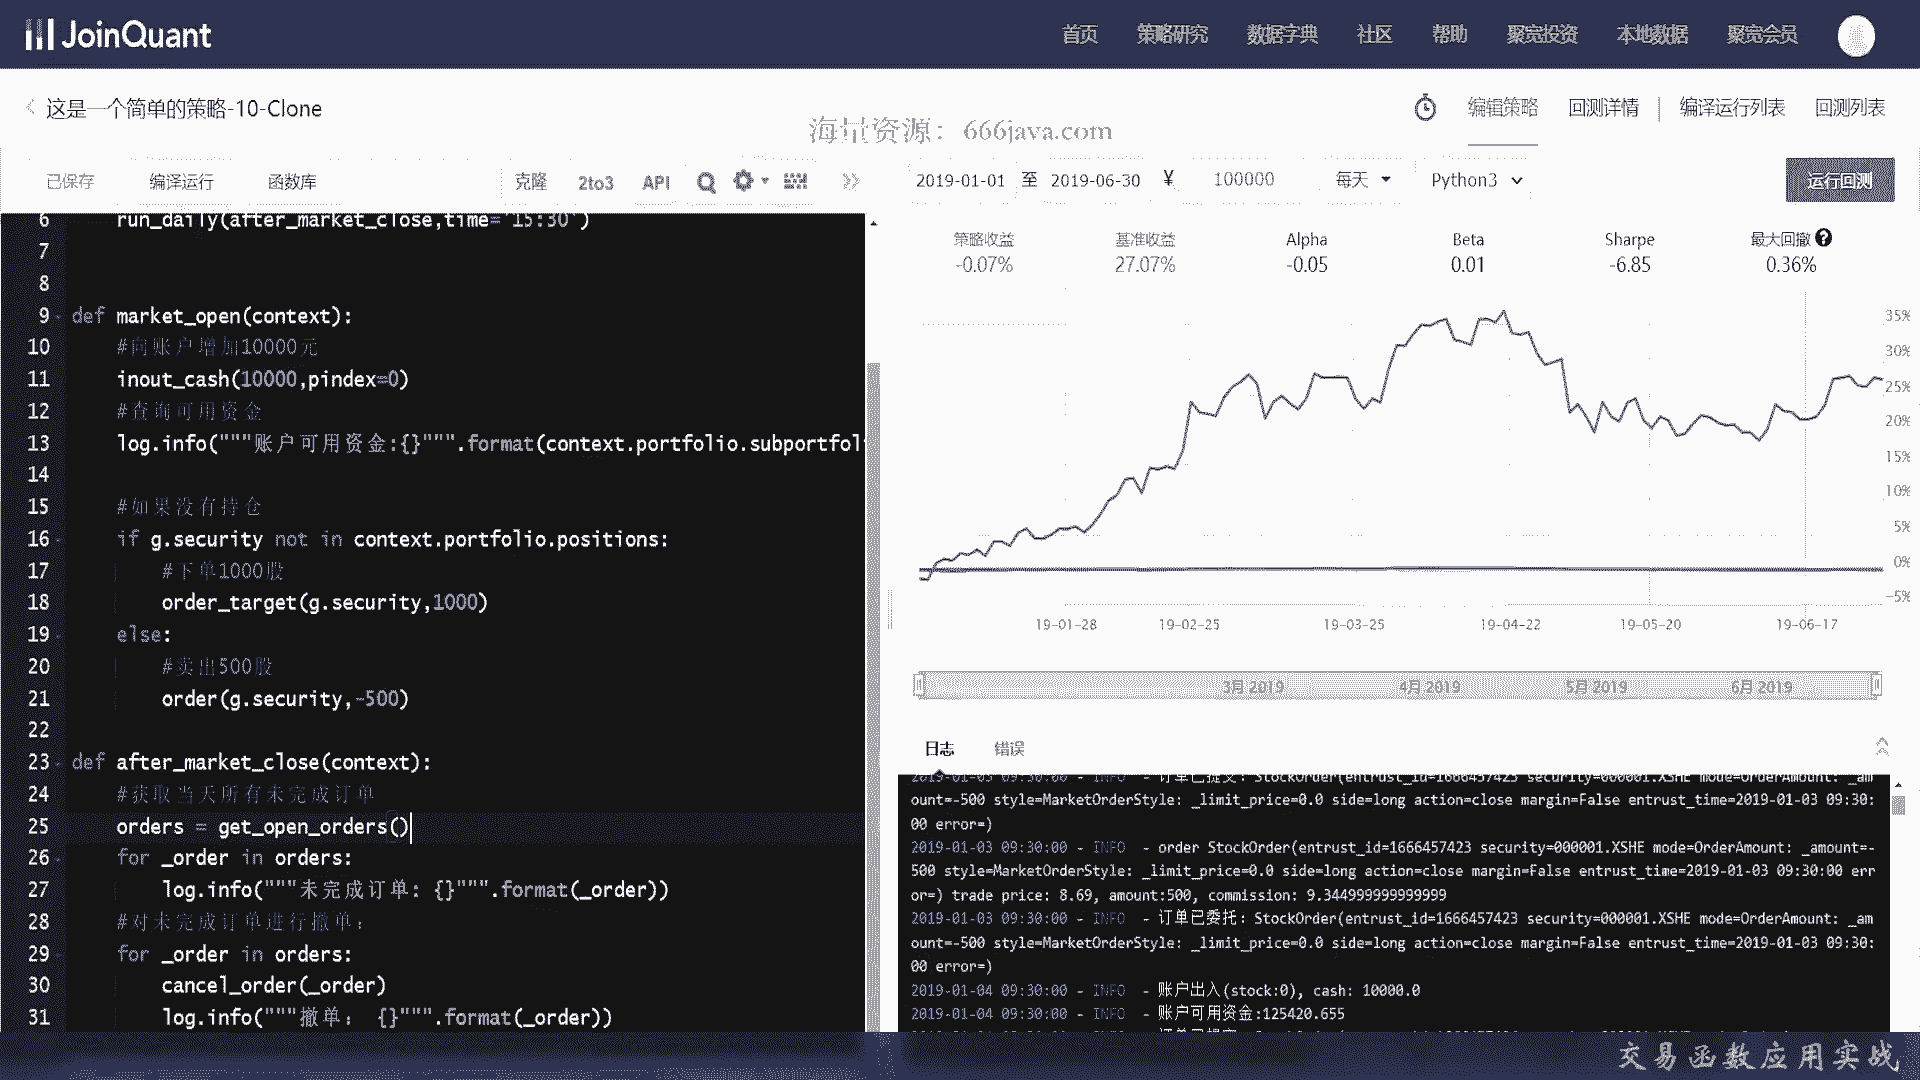 JoinQuant
首页 策略研究 数据字典 社区 帮助 聚宽投资 本地数据 聚宽会员
这是一个简单的策略-10-Clone
编辑策略 回测详情 编译运行列表 回测列表
海量资源：666java.com
已保存 编译运行 函数库 克隆 2to3 API
2019-01-01 至 2019-06-30 ¥ 100000 每天 Python3 运行回测
6 run_daily(after_market_close,time='15:30')
7
8
9 def market_open(context):
10 #向账户增加10000元
11 inout_cash(10000,pindex=0)
12 #查询可用资金
13 log.info("""账户可用资金:{}""".format(context.portfolio.subportfol
14
15 #如果没有持仓
16 if g.security not in context.portfolio.positions:
17 #下单1000股
18 order_target(g.security,1000)
19 else:
20 #卖出500股
21 order(g.security,-500)
22
23 def after_market_close(context):
24 #获取当天所有未完成订单
25 orders = get_open_orders()
26 for _order in orders:
27 log.info("""未完成订单: {}""".format(_order))
28 #对未完成订单进行撤单:
29 for _order in orders:
30 cancel_order(_order)
31 log.info("""撤单: {}""".format(_order))
策略收益 基准收益 Alpha Beta Sharpe 最大回撤
-0.07% 27.07% -0.05 0.01 -6.85 0.36%
35%
30%
25%
20%
15%
10%
5%
0%
-5%
19-01-28 19-02-25 19-03-25 19-04-22 19-05-20 19-06-17
3月 2019 4月 2019 5月 2019 6月 2019
日志 错误
2019-01-03 09:30:00 - INFO - 订单已提交: StockOrder(entrust_id=1666457423 security=000001.XSHE mode=OrderAmount: _am
ount=-500 style=MarketOrderStyle: _limit_price=0.0 side=long action=close margin=False entrust_time=2019-01-03 09:30:
00 error=)
2019-01-03 09:30:00 - INFO - order StockOrder(entrust_id=1666457423 security=000001.XSHE mode=OrderAmount: _amount=-
500 style=MarketOrderStyle: _limit_price=0.0 side=long action=close margin=False entrust_time=2019-01-03 09:30:00 err
or=) trade price: 8.69, amount:500, commission: 9.344999999999999
2019-01-03 09:30:00 - INFO - 订单已委托: StockOrder(entrust_id=1666457423 security=000001.XSHE mode=OrderAmount: _am
ount=-500 style=MarketOrderStyle: _limit_price=0.0 side=long action=close margin=False entrust_time=2019-01-03 09:30:
00 error=)
2019-01-04 09:30:00 - INFO - 账户出入(stock:0), cash: 10000.0
2019-01-04 09:30:00 - INFO - 账户可用资金:125420.655
交易函数应用实战